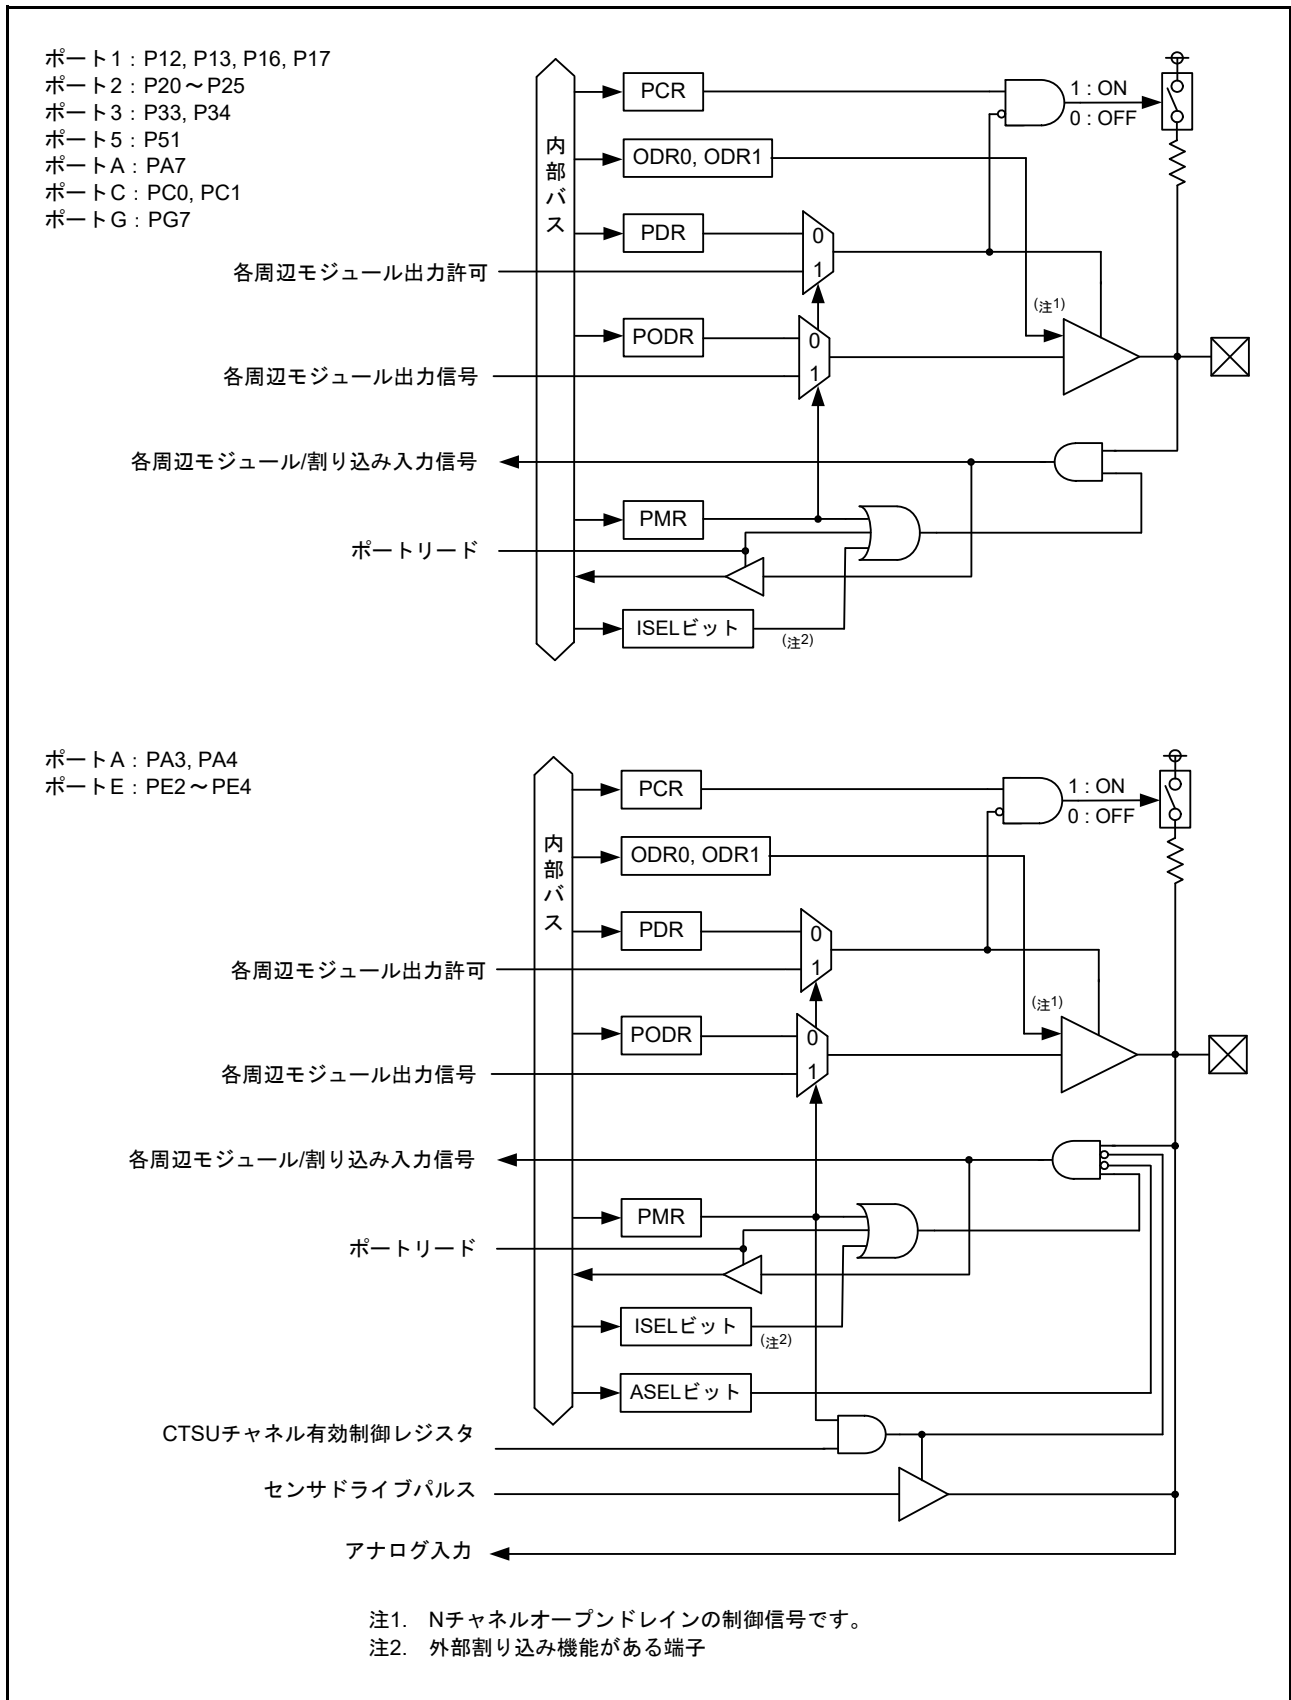 ポート1 : P12, P13, P16, P17
ポート2 : P20～P25
ポート3 : P33, P34
ポート5 : P51
ポートA : PA7
ポートC : PC0, PC1
ポートG : PG7
内部バス
PCR
1 : ON
0 : OFF
ODR0, ODR1
PDR
0
各周辺モジュール出力許可
1
(注1)
PODR
0
各周辺モジュール出力信号
1
各周辺モジュール/割り込み入力信号
PMR
ポートリード
ISELビット
(注2)
ポートA : PA3, PA4
ポートE : PE2～PE4
内部バス
PCR
1 : ON
0 : OFF
ODR0, ODR1
PDR
0
各周辺モジュール出力許可
1
(注1)
PODR
0
各周辺モジュール出力信号
1
各周辺モジュール/割り込み入力信号
PMR
ポートリード
ISELビット
(注2)
ASELビット
CTSUチャネル有効制御レジスタ
センサドライブパルス
アナログ入力
注1. Nチャネルオープンドレインの制御信号です。
注2. 外部割り込み機能がある端子